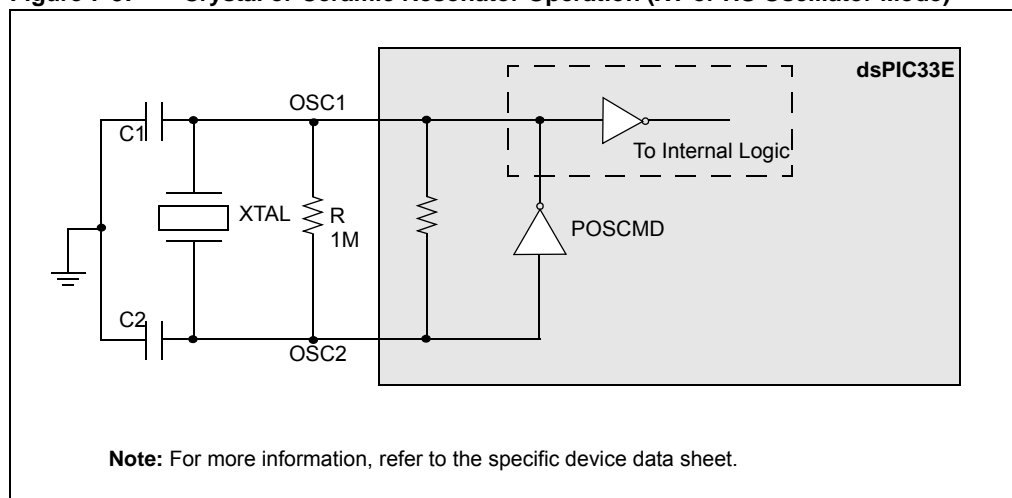 dsPIC33E
OSC1
C1
To Internal Logic
XTAL
R
1M
POSCMD
C2
OSC2
Note: For more information, refer to the specific device data sheet.